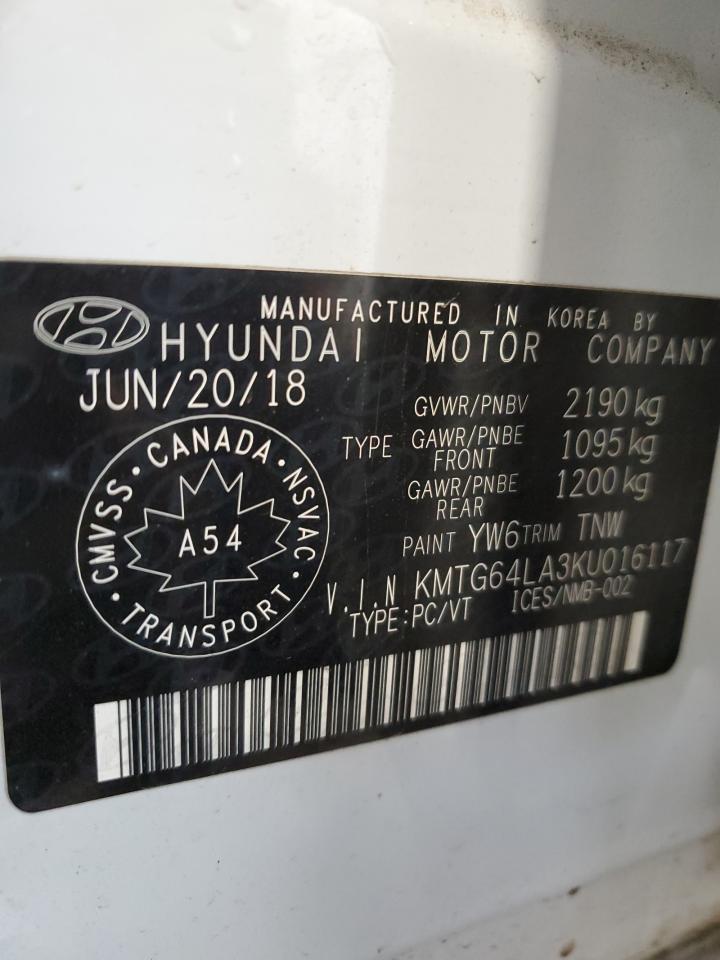 MANUFACTURED IN KOREA BY
HYUNDAI MOTOR COMPANY
JUN/20/18
GVWR/PNBV 2190 kg
TYPE GAWR/PNBE FRONT 1095 kg
GAWR/PNBE REAR 1200 kg
PAINT YW6 TRIM TNW
V.I.N KMTG64LA3KU016117
TYPE:PC/VT ICES/NMB-002
CMVSS · CANADA · NSVAC · TRANSPORT ·
A54